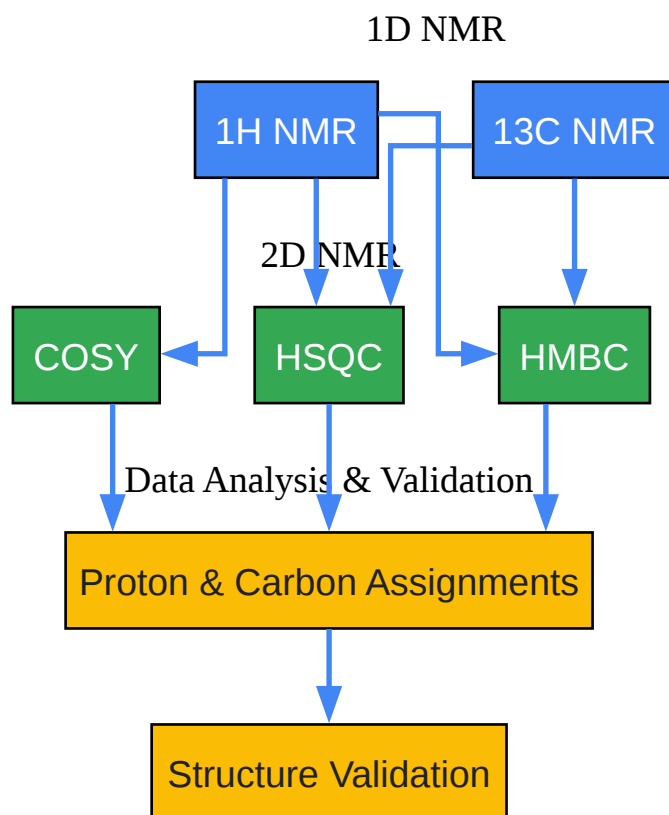 1D NMR
1H NMR
13C NMR
2D NMR
COSY
HSQC
HMBC
Data Analysis & Validation
Proton & Carbon Assignments
Structure Validation